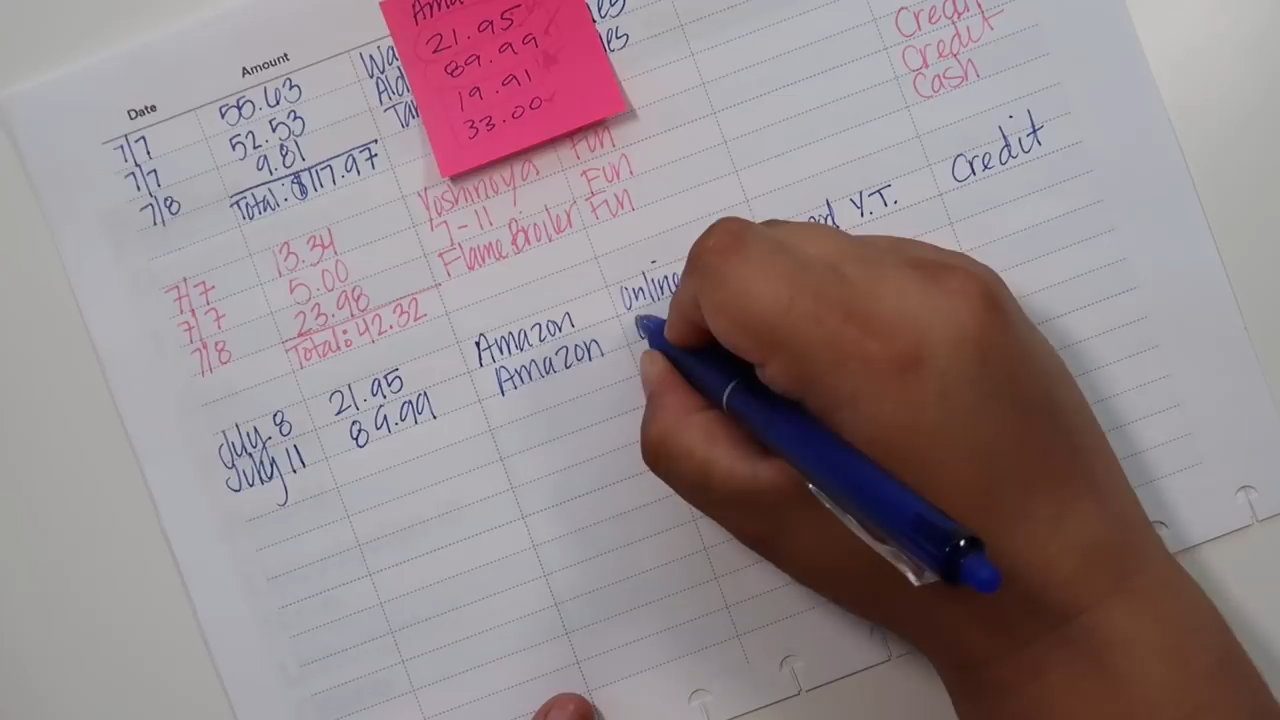 Date Amount
7/7 55.63 Wa
7/7 52.53 Ald
7/8 9.81 Tar
Total: $117.97
21.95
89.99
19.91
33.00
Credit
Credit
Cash
7/7 13.34 Yoshinoya Fun
7/7 5.00 7-11 Fun
7/8 23.98 Flame Broiler Fun
Total: 42.32
July 8 21.95 Amazon online Y.T. Credit
July 11 89.99 Amazon